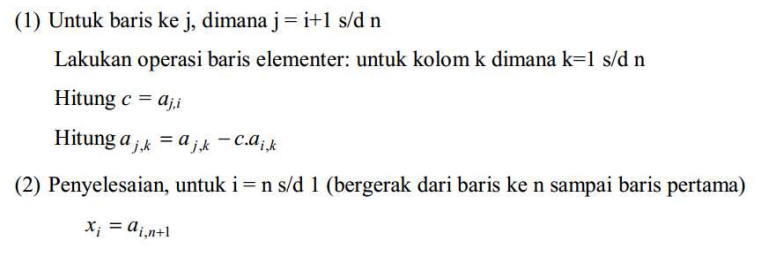 (1) Untuk baris ke j, dimana j = i+1 s/d n
Lakukan operasi baris elementer: untuk kolom k dimana k=1 s/d n
Hitung c = a_{j,i}
Hitung a_{j,k} = a_{j,k} − c.a_{i,k}
(2) Penyelesaian, untuk i = n s/d 1 (bergerak dari baris ke n sampai baris pertama)
x_i = a_{i,n+1}